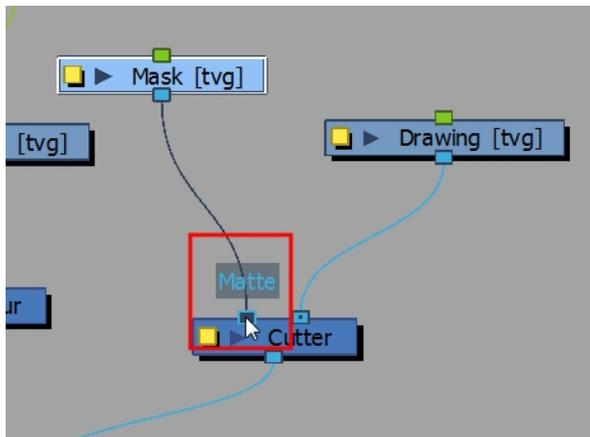 Mask [tvg]
Drawing [tvg]
[tvg]
Matte
ur
Cutter